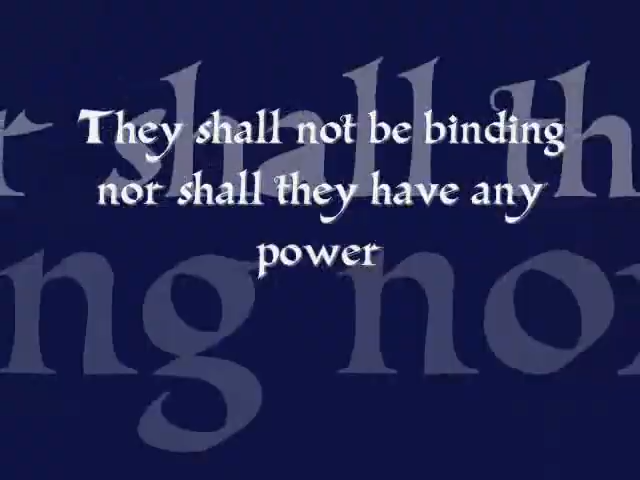 They shall not be binding
nor shall they have any
power